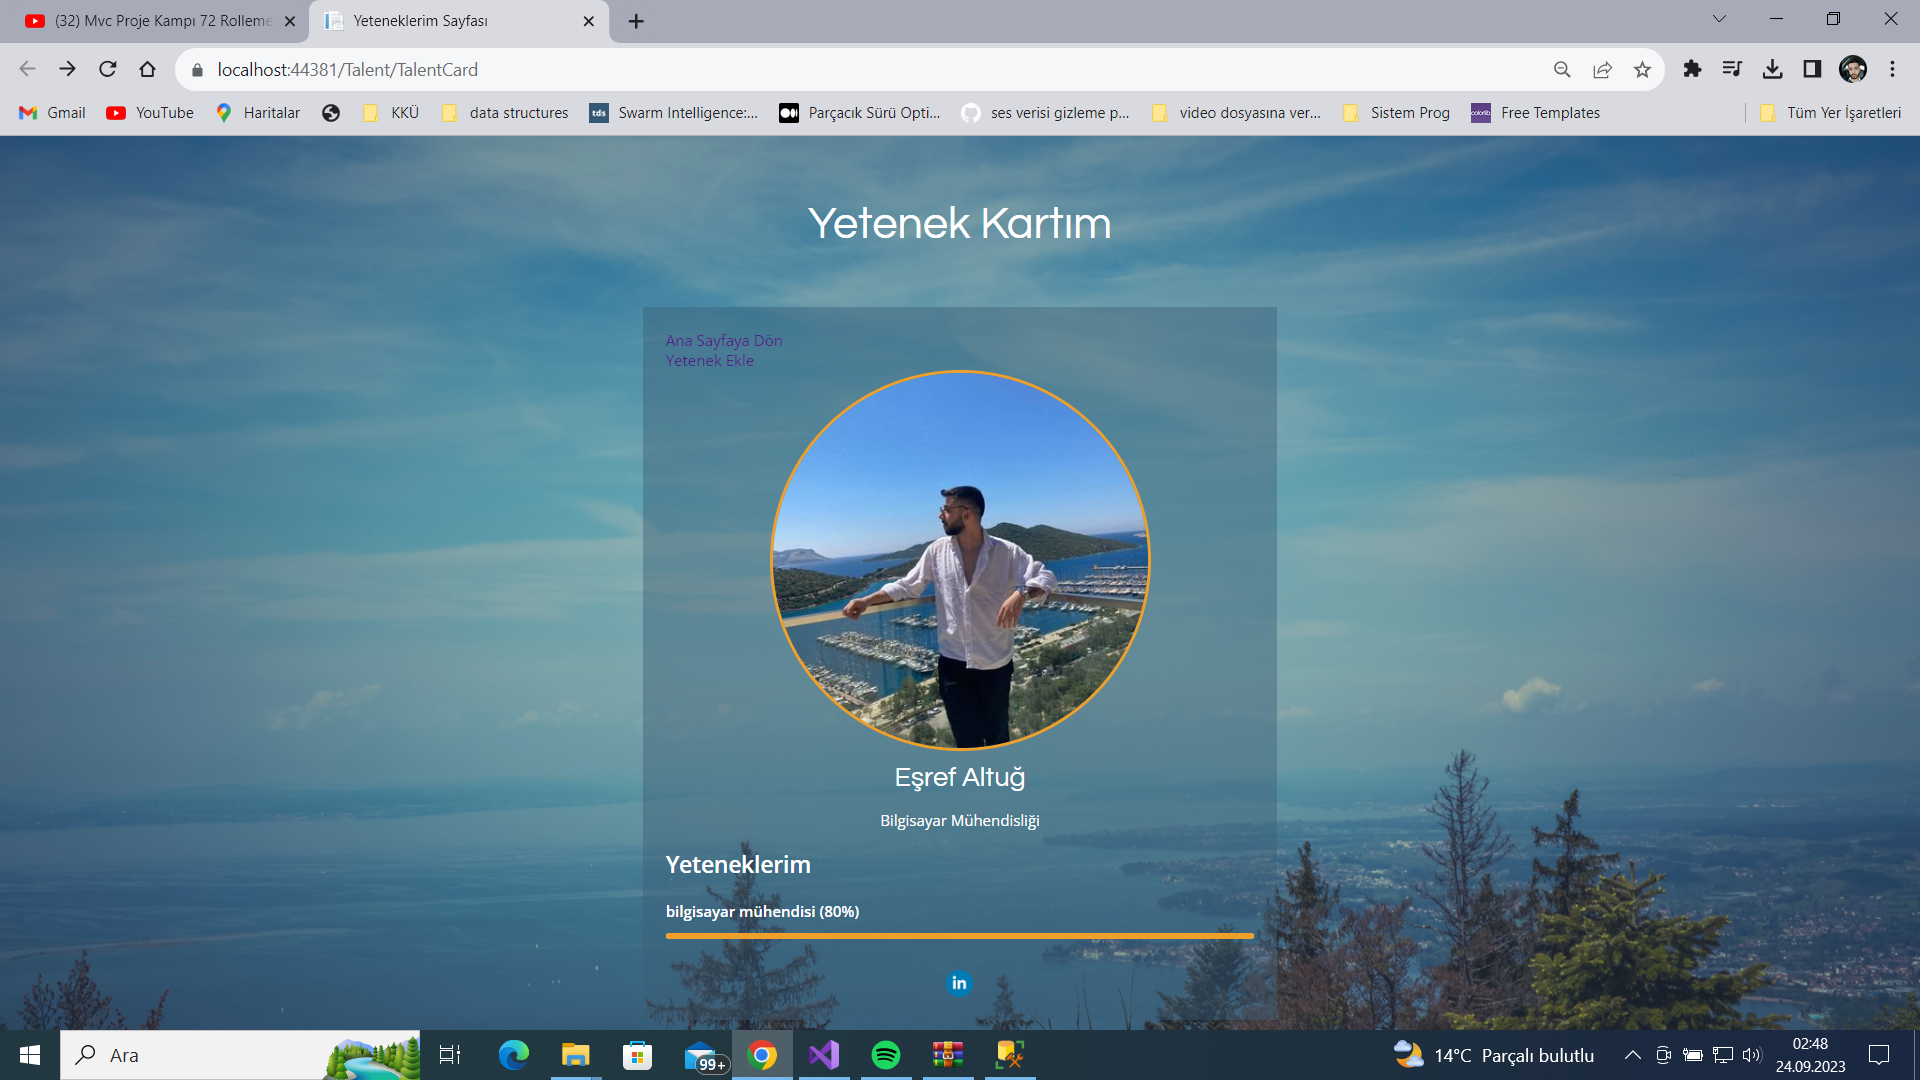 (32) Mvc Proje Kampı 72 Rolleme
Yeteneklerim Sayfası
localhost:44381/Talent/TalentCard
Gmail
YouTube
Haritalar
KKÜ
data structures
tds
Swarm Intelligence:...
Parçacık Sürü Opti...
ses verisi gizleme p...
video dosyasına ver...
Sistem Prog
colorlib
Free Templates
Tüm Yer İşaretleri
Yetenek Kartım
Ana Sayfaya Dön
Yetenek Ekle
Eşref Altuğ
Bilgisayar Mühendisliği
Yeteneklerim
bilgisayar mühendisi (80%)
in
Ara
99+
14°C Parçalı bulutlu
02:48
24.09.2023